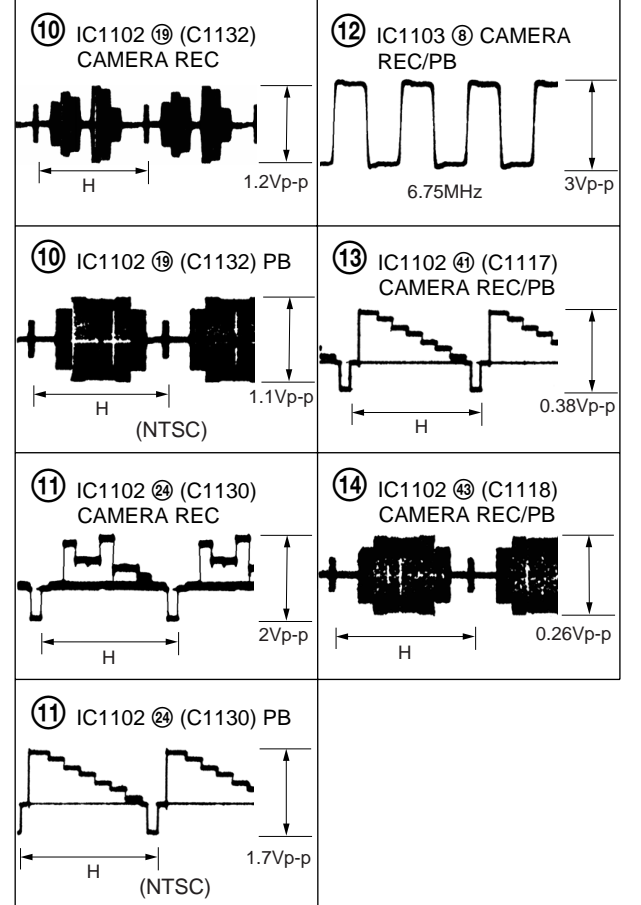 ⑩ IC1102 ⑲ (C1132)
CAMERA REC
H
1.2Vp-p
⑩ IC1102 ⑲ (C1132) PB
H
1.1Vp-p
(NTSC)
⑪ IC1102 ㉔ (C1130)
CAMERA REC
H
2Vp-p
⑪ IC1102 ㉔ (C1130) PB
H
1.7Vp-p
(NTSC)
⑫ IC1103 ⑧ CAMERA
REC/PB
6.75MHz
3Vp-p
⑬ IC1102 ㊶ (C1117)
CAMERA REC/PB
H
0.38Vp-p
⑭ IC1102 ㊸ (C1118)
CAMERA REC/PB
H
0.26Vp-p